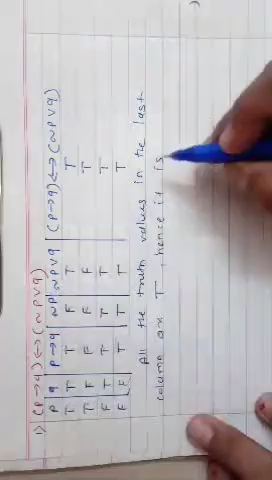 1) (P→q) ↔ (∼P∨q)
P q P→q ∼P ∼P∨q (P→q) ↔ (∼P∨q)
T T T F T T
T F F F F T
F T T T T T
F F T T T T
All the truth values in the last
column are T, hence it is